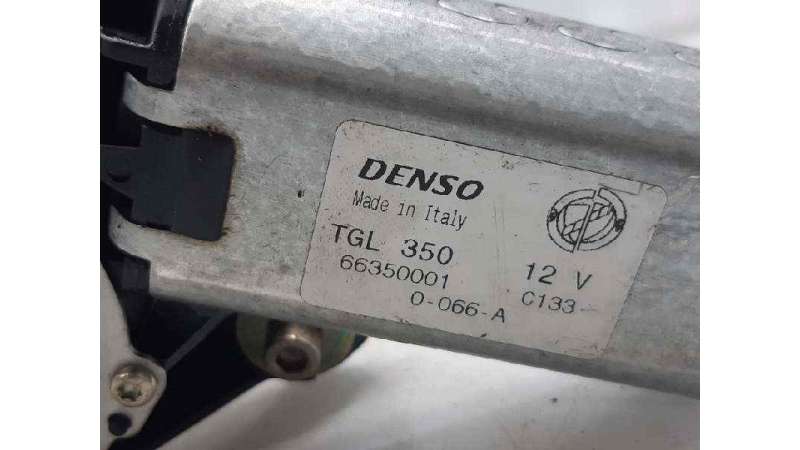 DENSO
Made in Italy
TGL 350
66350001
12 V
0-066-A
C133